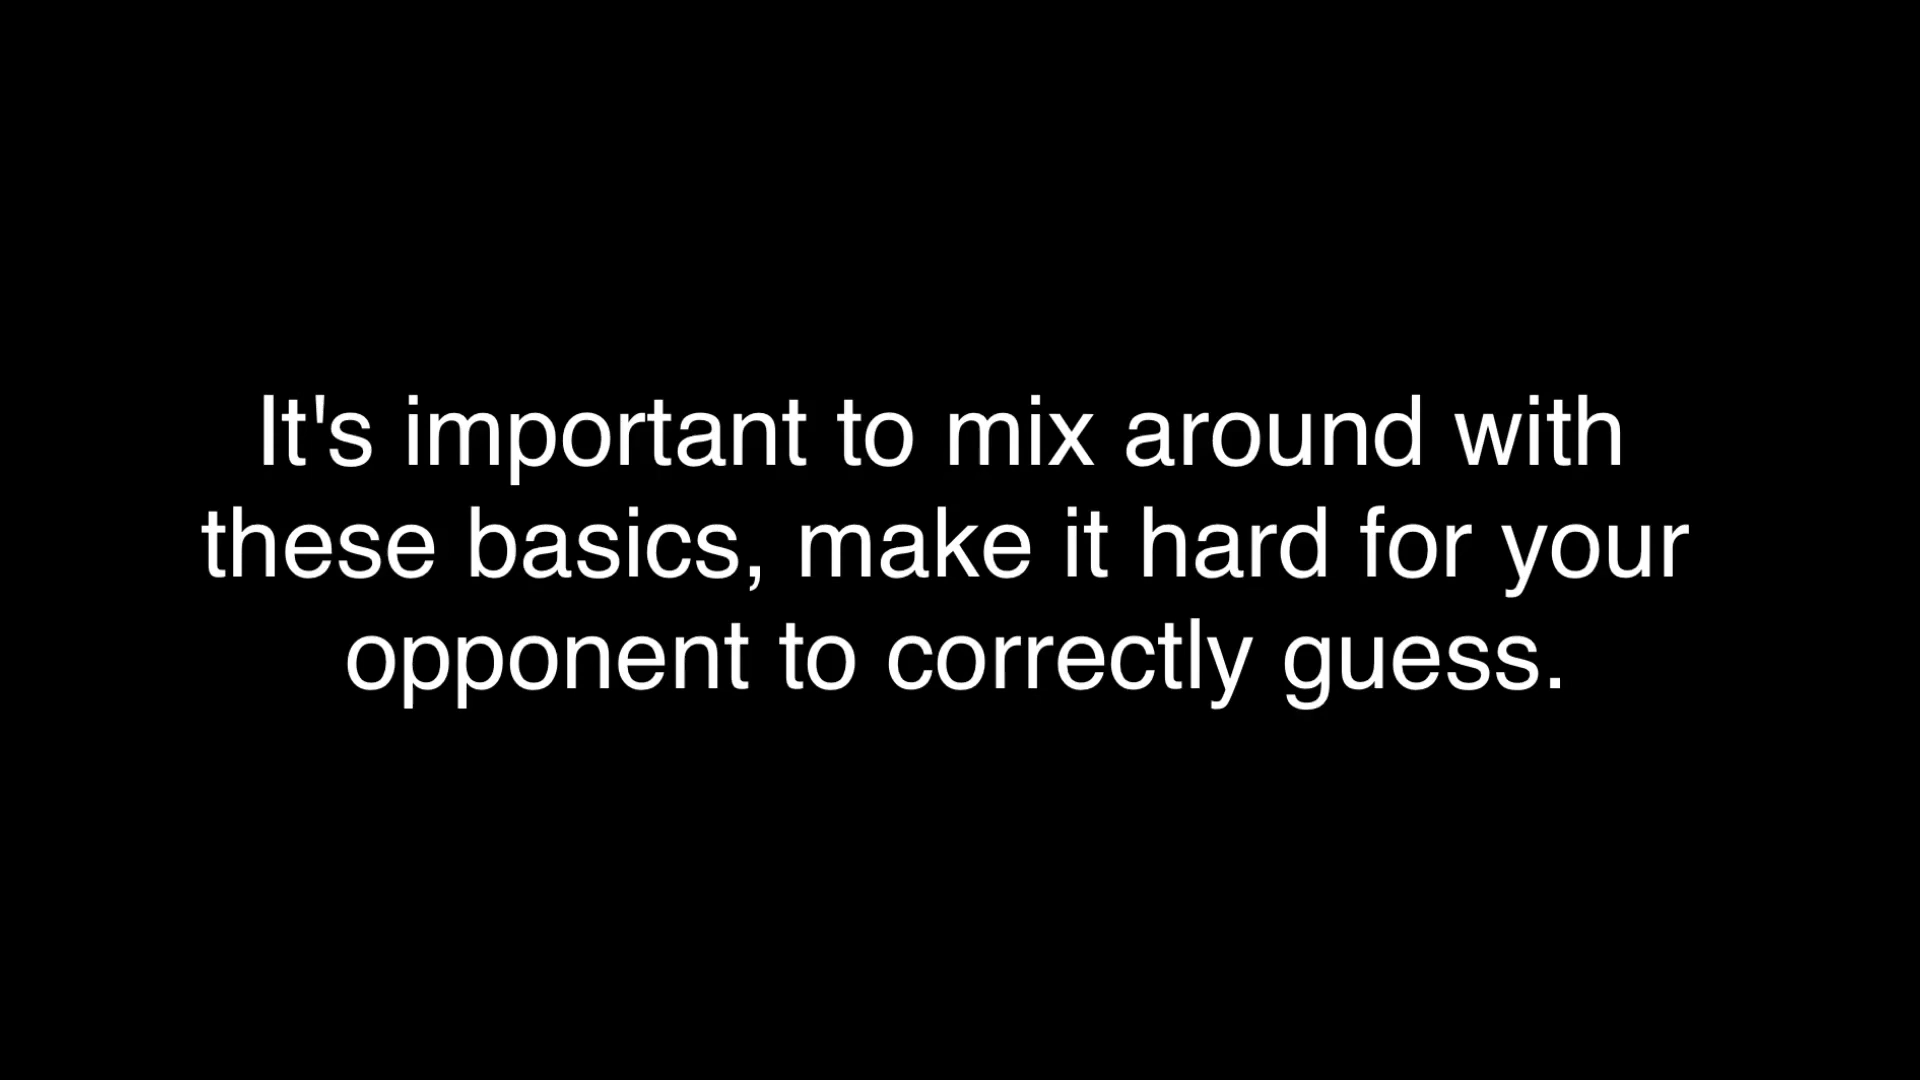 It's important to mix around with
these basics, make it hard for your
opponent to correctly guess.